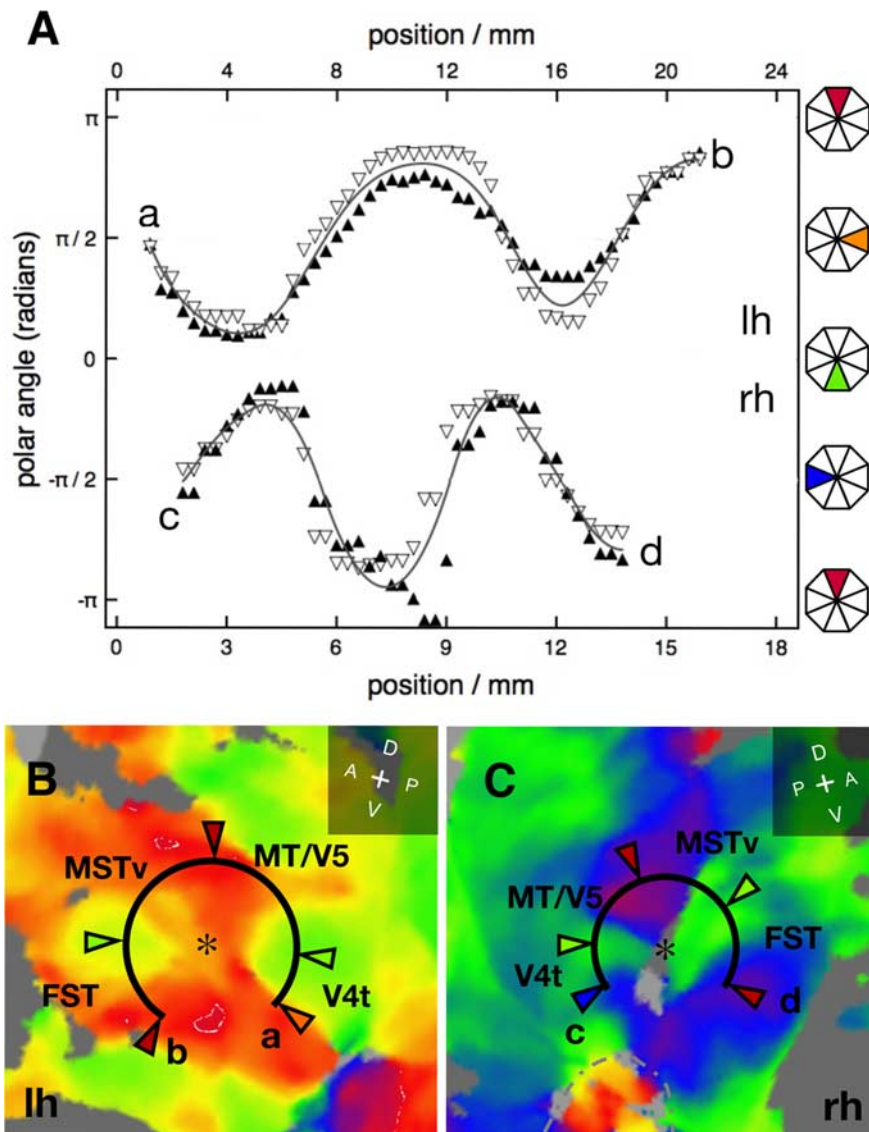 A
position / mm
0 4 8 12 16 20 24
π
π / 2
0
-π / 2
-π
polar angle (radians)
a
b
lh
rh
c
d
0 3 6 9 12 15 18
position / mm
B
D
A P
V
MSTv
MT/V5
*
FST
V4t
b
a
lh
C
D
P A
V
MSTv
MT/V5
*
FST
V4t
c
d
rh